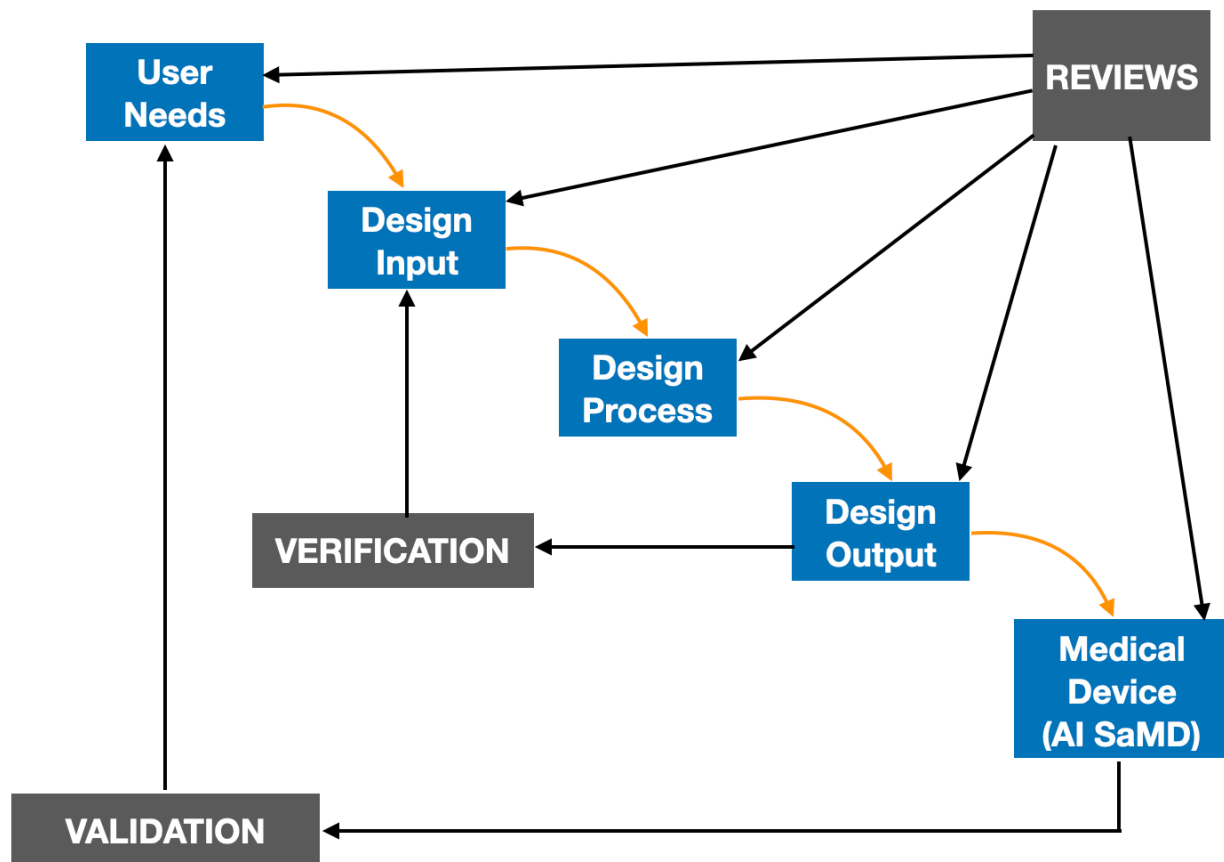 User
Needs
REVIEWS
Design
Input
Design
Process
Design
Output
VERIFICATION
Medical
Device
(AI SaMD)
VALIDATION